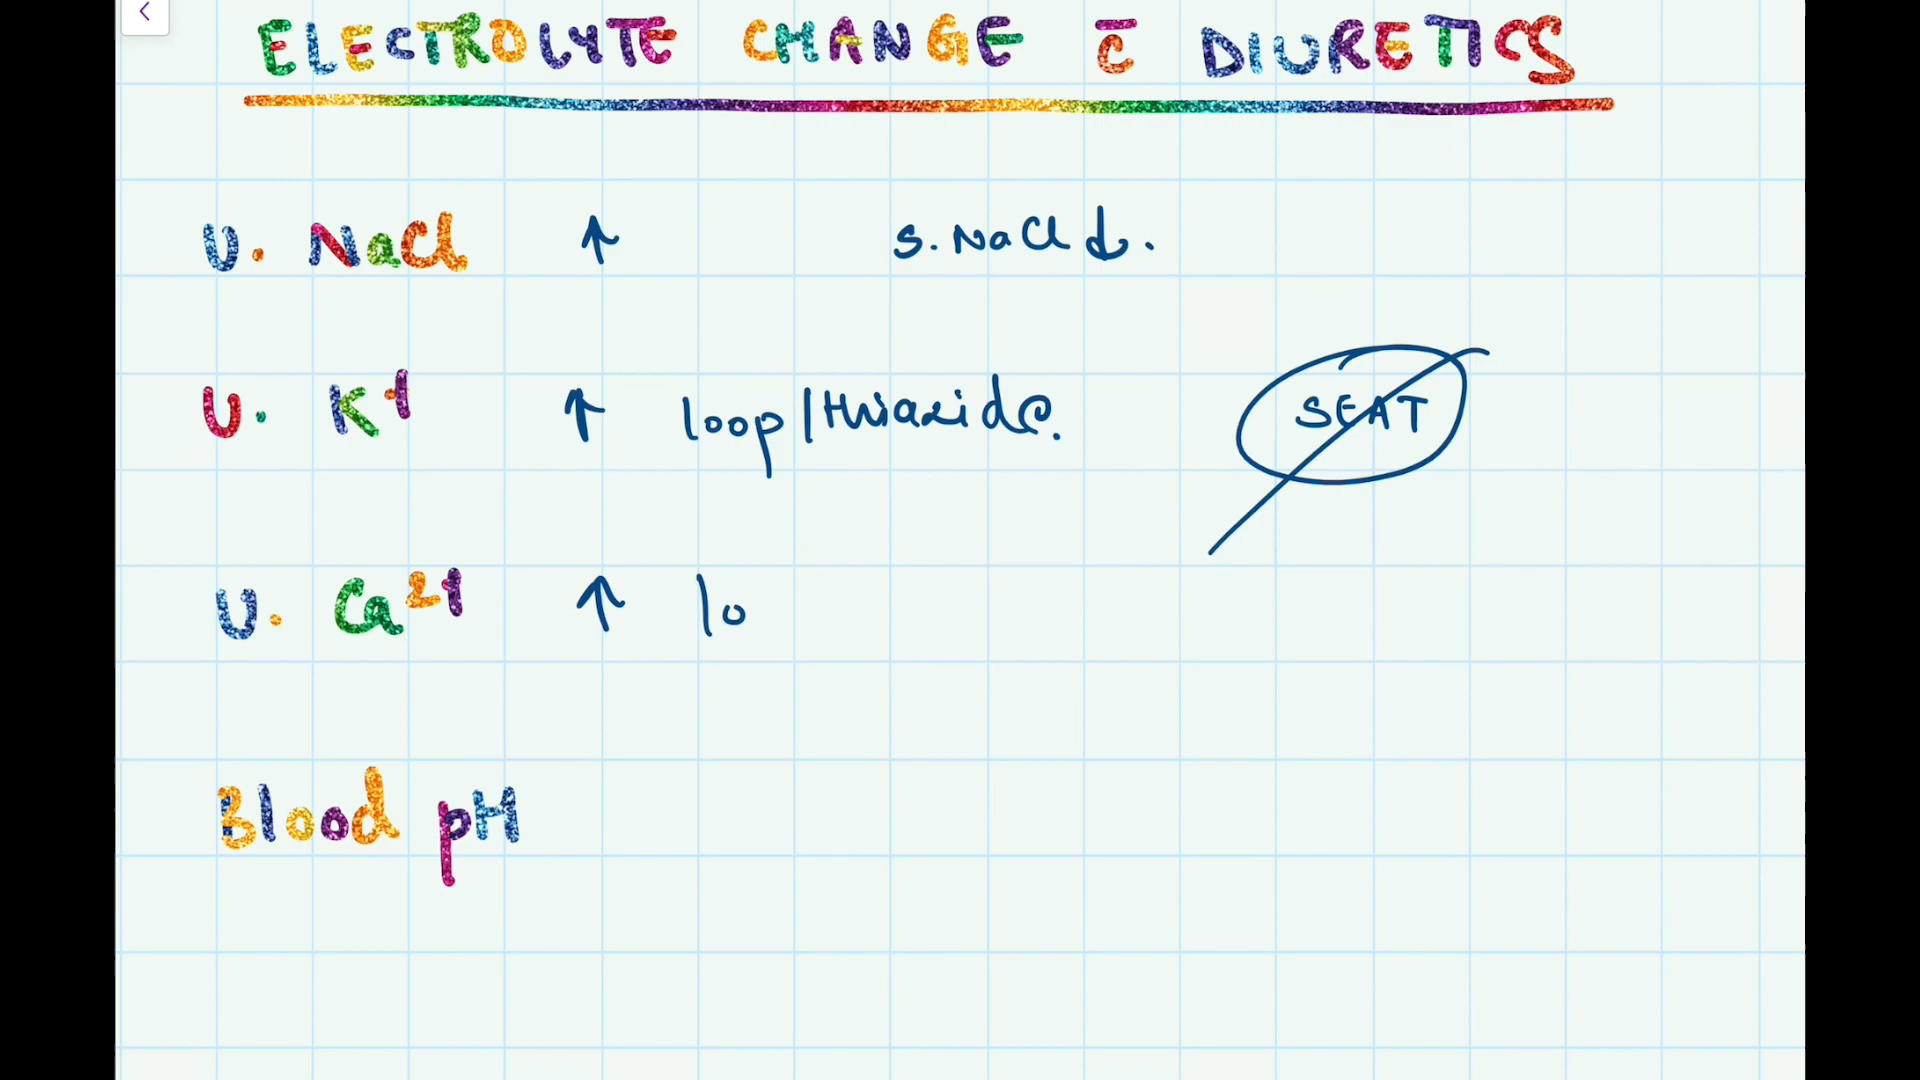 ELECTROLYTE CHANGE c̄ DIURETICS
U. NaCl ↑ S. NaCl ↓.
U. K+ ↑ loop/thiazide. SEAT
U. Ca2+ ↑ lo
Blood pH